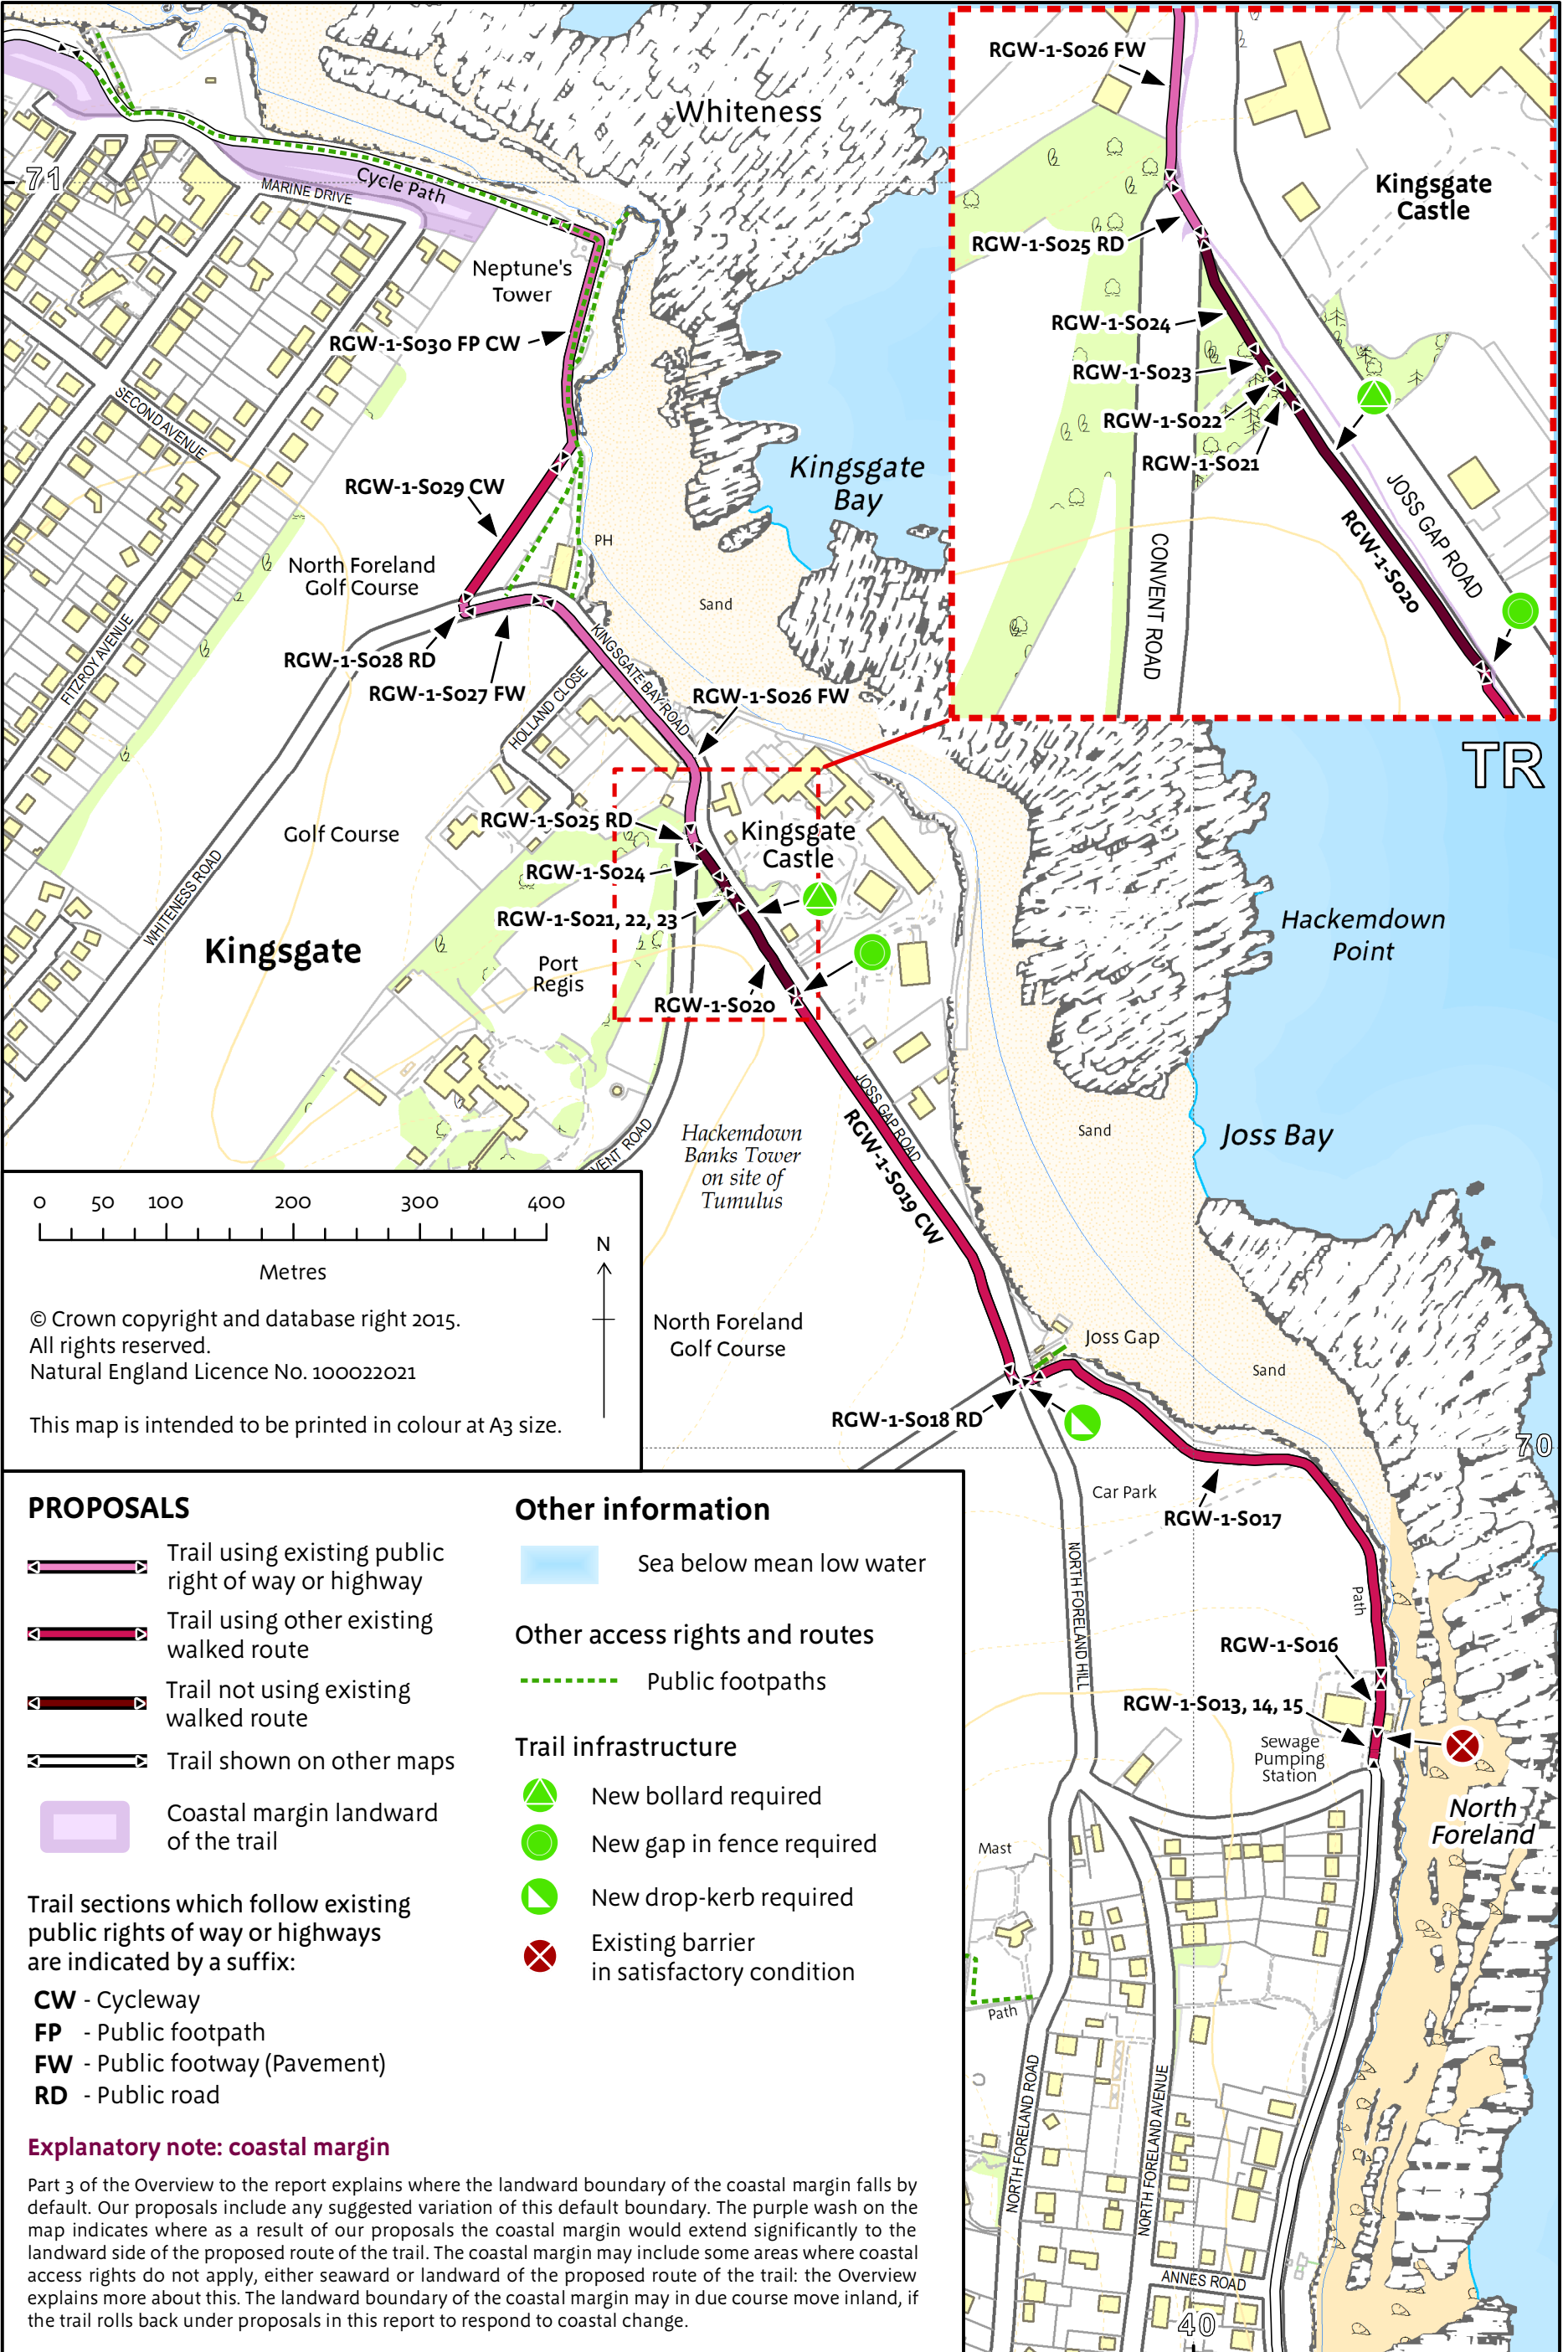 Whiteness
71
Cycle Path
MARINE DRIVE
Neptune's
Tower
RGW-1-S030 FP CW
SECOND AVENUE
Kingsgate
Bay
RGW-1-S029 CW
PH
North Foreland
Golf Course
Sand
FITZROY AVENUE
RGW-1-S028 RD
RGW-1-S027 FW
KINGSGATE BAY ROAD
HOLLAND CLOSE
RGW-1-S026 FW
RGW-1-S025 RD
Golf Course
Kingsgate
Castle
RGW-1-S024
WHITENESS ROAD
RGW-1-S021, 22, 23
Kingsgate
Port
Regis
RGW-1-S020
JOSS GAP ROAD
RGW-1-S019 CW
VENT ROAD
Hackemdown
Banks Tower
on site of
Tumulus
RGW-1-S026 FW
Kingsgate
Castle
RGW-1-S025 RD
RGW-1-S024
RGW-1-S023
RGW-1-S022
RGW-1-S021
JOSS GAP ROAD
RGW-1-S020
CONVENT ROAD
TR
Hackemdown
Point
Sand
Joss Bay
North Foreland
Golf Course
Joss Gap
Sand
RGW-1-S018 RD
70
Car Park
RGW-1-S017
NORTH FORELAND HILL
Path
RGW-1-S016
RGW-1-S013, 14, 15
Sewage
Pumping
Station
North
Foreland
Mast
Path
NORTH FORELAND ROAD
NORTH FORELAND AVENUE
ANNES ROAD
40
0 50 100 200 300 400
Metres
N
© Crown copyright and database right 2015.
All rights reserved.
Natural England Licence No. 100022021
This map is intended to be printed in colour at A3 size.
PROPOSALS
Trail using existing public
right of way or highway
Trail using other existing
walked route
Trail not using existing
walked route
Trail shown on other maps
Coastal margin landward
of the trail
Trail sections which follow existing
public rights of way or highways
are indicated by a suffix:
CW - Cycleway
FP - Public footpath
FW - Public footway (Pavement)
RD - Public road
Other information
Sea below mean low water
Other access rights and routes
Public footpaths
Trail infrastructure
New bollard required
New gap in fence required
New drop-kerb required
Existing barrier
in satisfactory condition
Explanatory note: coastal margin
Part 3 of the Overview to the report explains where the landward boundary of the coastal margin falls by
default. Our proposals include any suggested variation of this default boundary. The purple wash on the
map indicates where as a result of our proposals the coastal margin would extend significantly to the
landward side of the proposed route of the trail. The coastal margin may include some areas where coastal
access rights do not apply, either seaward or landward of the proposed route of the trail: the Overview
explains more about this. The landward boundary of the coastal margin may in due course move inland, if
the trail rolls back under proposals in this report to respond to coastal change.